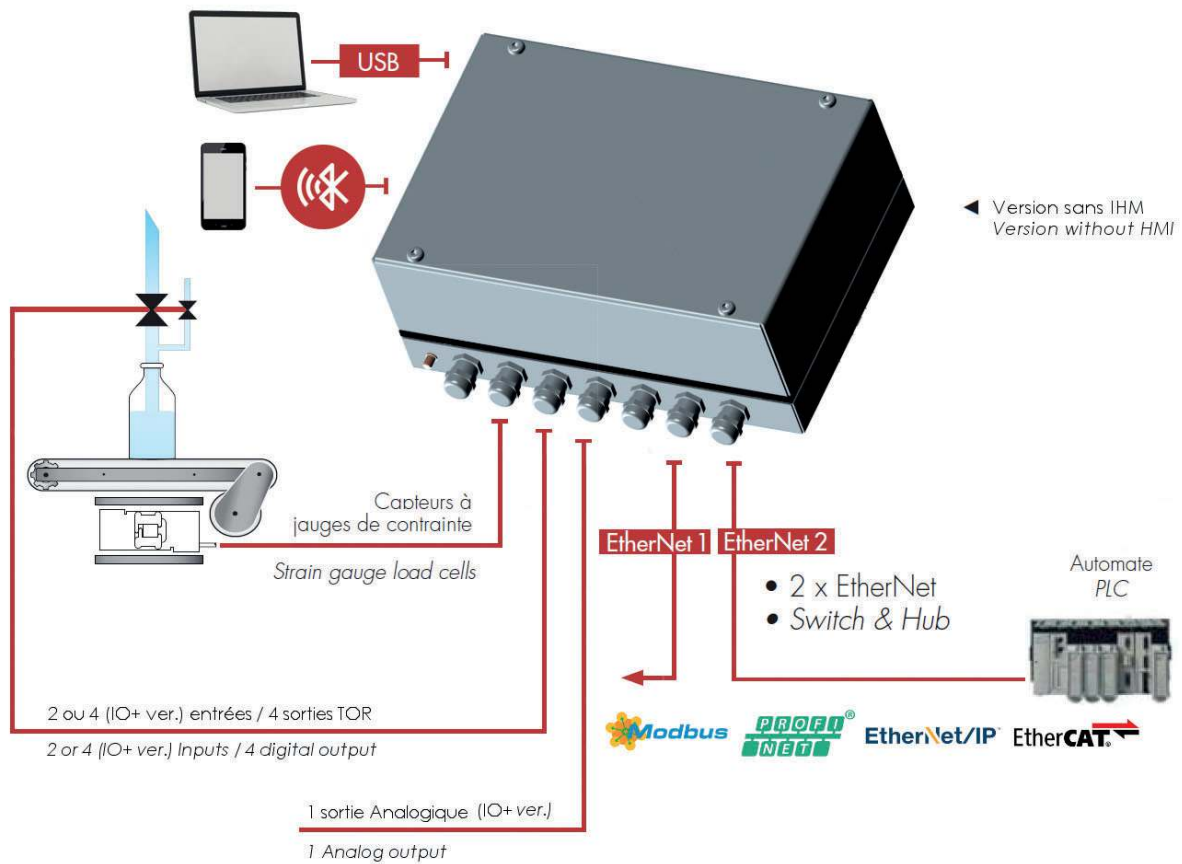 USB
Version sans IHM
Version without HMI
Capteurs à
jauges de contrainte
Strain gauge load cells
EtherNet 1
EtherNet 2
• 2 x EtherNet
• Switch & Hub
Automate
PLC
2 ou 4 (IO+ ver.) entrées / 4 sorties TOR
2 or 4 (IO+ ver.) Inputs / 4 digital output
Modbus
PROFI
NET®
EtherNet/IP
EtherCAT®
1 sortie Analogique (IO+ ver.)
1 Analog output